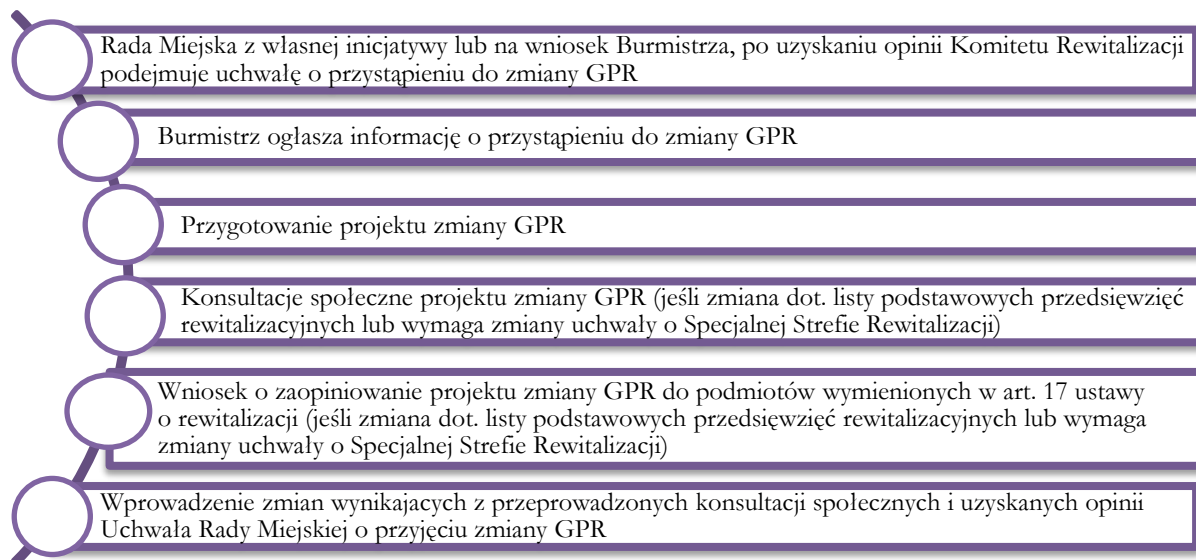 Rada Miejska z własnej inicjatywy lub na wniosek Burmistrza, po uzyskaniu opinii Komitetu Rewitalizacji
podejmuje uchwałę o przystąpieniu do zmiany GPR
Burmistrz ogłasza informację o przystąpieniu do zmiany GPR
Przygotowanie projektu zmiany GPR
Konsultacje społeczne projektu zmiany GPR (jeśli zmiana dot. listy podstawowych przedsięwzięć
rewitalizacyjnych lub wymaga zmiany uchwały o Specjalnej Strefie Rewitalizacji)
Wniosek o zaopiniowanie projektu zmiany GPR do podmiotów wymienionych w art. 17 ustawy
o rewitalizacji (jeśli zmiana dot. listy podstawowych przedsięwzięć rewitalizacyjnych lub wymaga
zmiany uchwały o Specjalnej Strefie Rewitalizacji)
Wprowadzenie zmian wynikajacych z przeprowadzonych konsultacji społecznych i uzyskanych opinii
Uchwała Rady Miejskiej o przyjęciu zmiany GPR